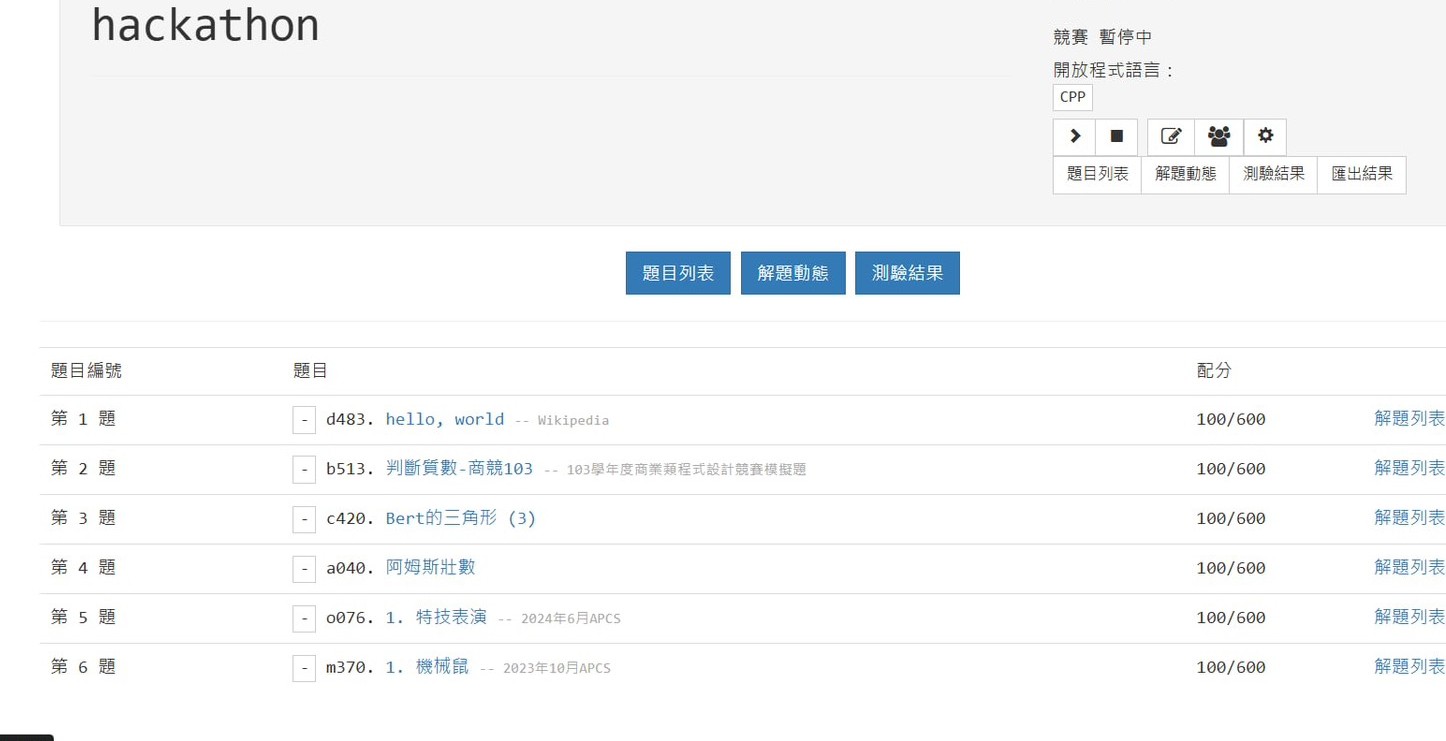 hackathon
競賽 暫停中
開放程式語言：
CPP
題目列表 解題動態 測驗結果 匯出結果
題目列表 解題動態 測驗結果
題目編號 題目 配分
第 1 題 - d483. hello, world -- Wikipedia 100/600 解題列表
第 2 題 - b513. 判斷質數-商競103 -- 103學年度商業類程式設計競賽模擬題 100/600 解題列表
第 3 題 - c420. Bert的三角形 (3) 100/600 解題列表
第 4 題 - a040. 阿姆斯壯數 100/600 解題列表
第 5 題 - o076. 1. 特技表演 -- 2024年6月APCS 100/600 解題列表
第 6 題 - m370. 1. 機械鼠 -- 2023年10月APCS 100/600 解題列表